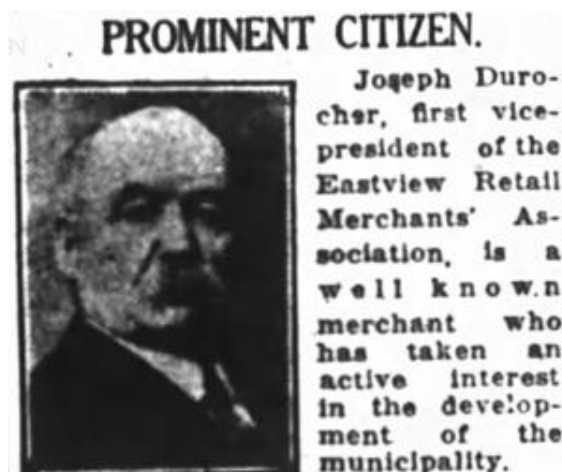 PROMINENT CITIZEN.
Joseph Duro-
cher, first vice-
president of the
Eastview Retail
Merchants' As-
sociation, is a
well known
merchant who
has taken an
active interest
in the develop-
ment of the
municipality.